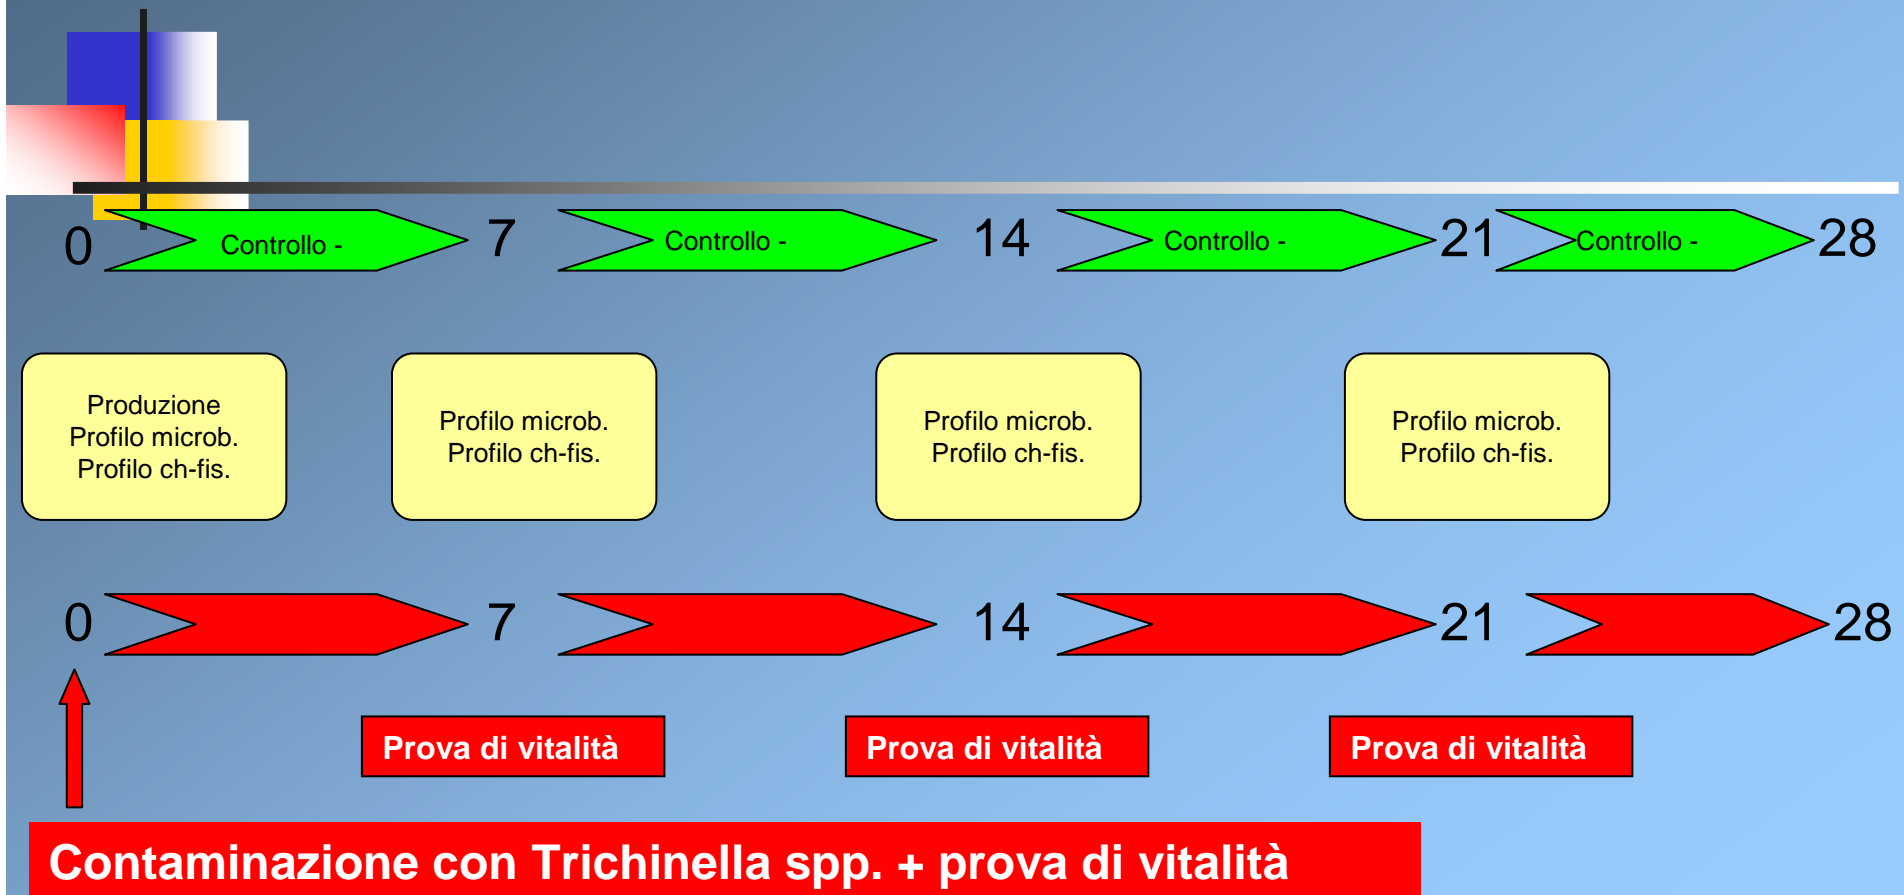 0 Controllo - 7 Controllo - 14 Controllo - 21 Controllo - 28
Produzione
Profilo microb.
Profilo ch-fis.
Profilo microb.
Profilo ch-fis.
Profilo microb.
Profilo ch-fis.
Profilo microb.
Profilo ch-fis.
0 7 14 21 28
Prova di vitalità
Prova di vitalità
Prova di vitalità
Contaminazione con Trichinella spp. + prova di vitalità